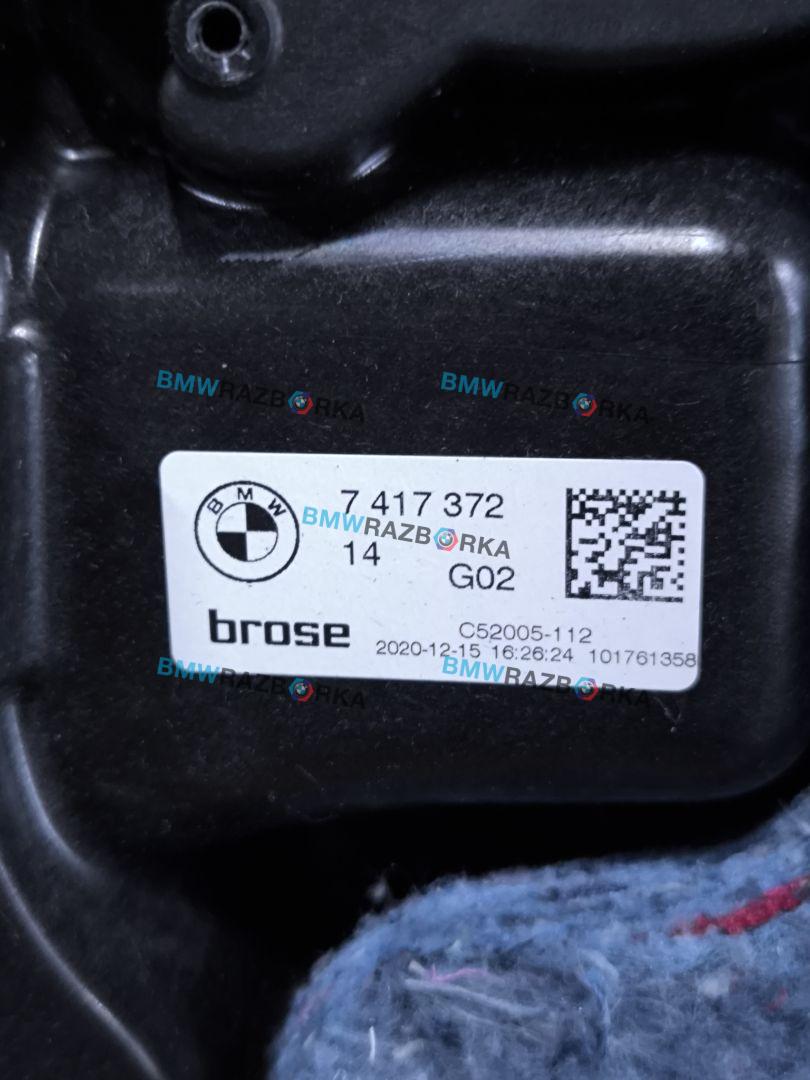 BMWRAZBORKA BMWRAZBORKA
BMW
7 417 372
BMWRAZBORKA
14
G02
brose
C52005-112
2020-12-15 16:26:24 101761358
BMWRAZBORKA BMWRAZBORKA